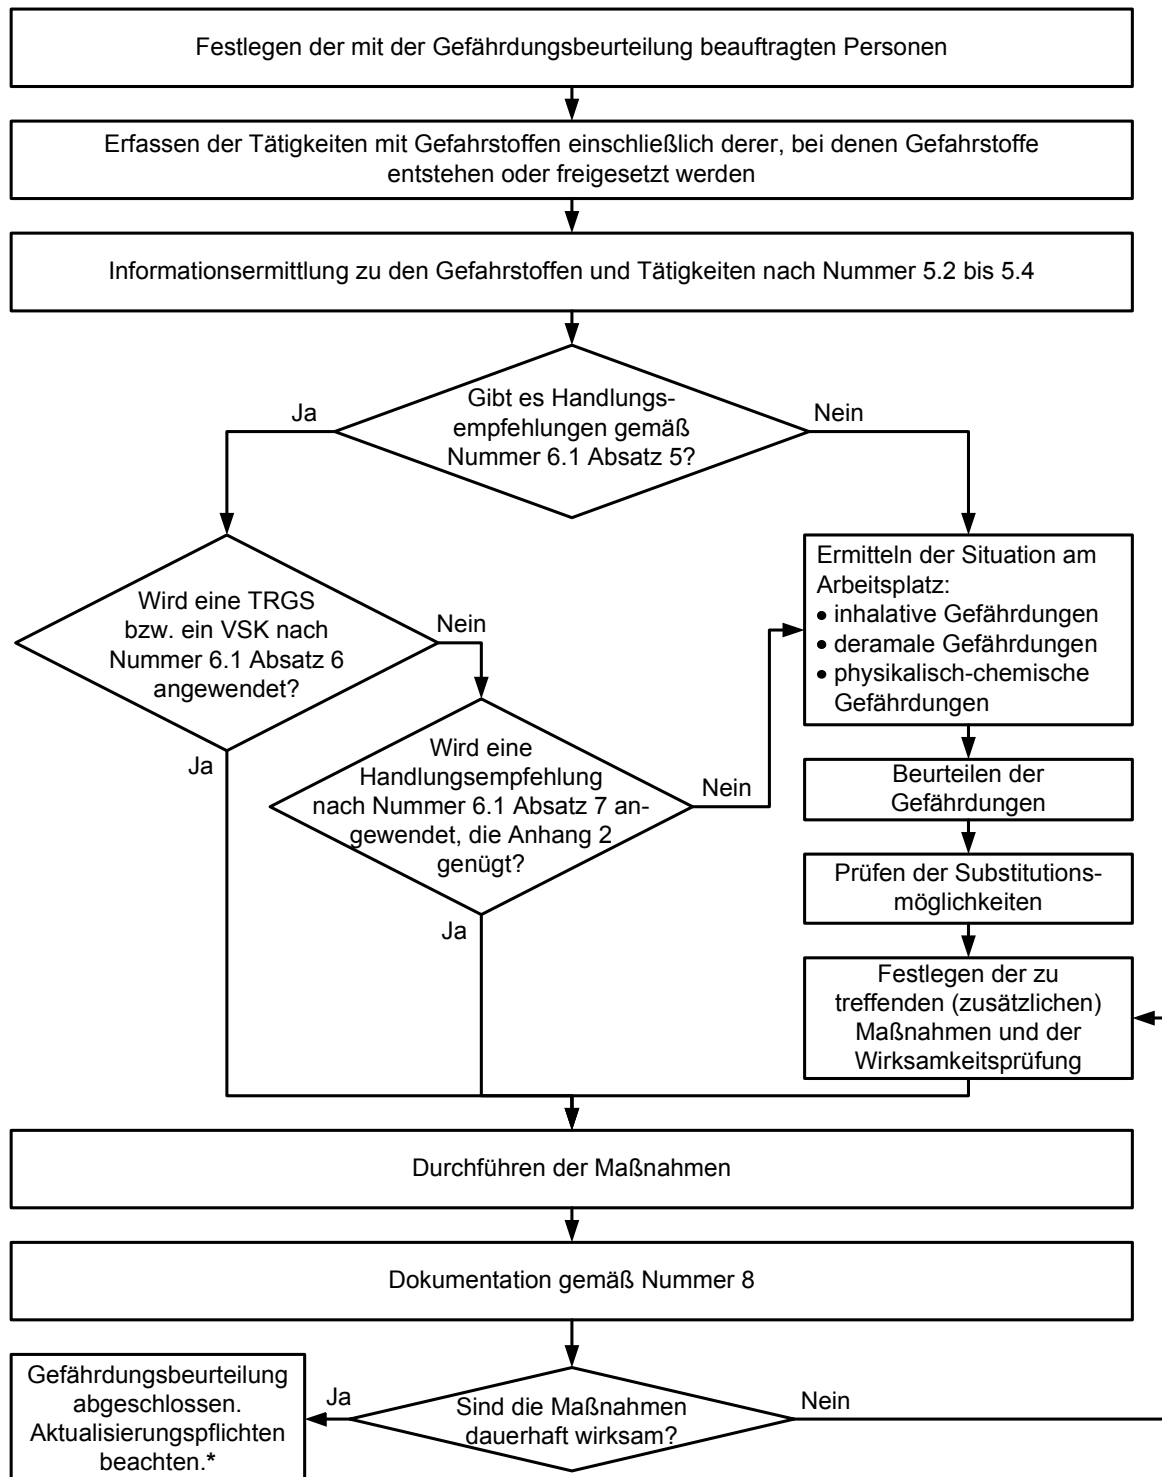 Festlegen der mit der Gefährdungsbeurteilung beauftragten Personen
Erfassen der Tätigkeiten mit Gefahrstoffen einschließlich derer, bei denen Gefahrstoffe
entstehen oder freigesetzt werden
Informationsermittlung zu den Gefahrstoffen und Tätigkeiten nach Nummer 5.2 bis 5.4
Gibt es Handlungs-
empfehlungen gemäß
Nummer 6.1 Absatz 5?
Ja
Nein
Wird eine TRGS
bzw. ein VSK nach
Nummer 6.1 Absatz 6
angewendet?
Nein
Ja
Wird eine
Handlungsempfehlung
nach Nummer 6.1 Absatz 7 an-
gewendet, die Anhang 2
genügt?
Nein
Ja
Ermitteln der Situation am
Arbeitsplatz:
• inhalative Gefährdungen
• deramale Gefährdungen
• physikalisch-chemische
Gefährdungen
Beurteilen der
Gefährdungen
Prüfen der Substitutions-
möglichkeiten
Festlegen der zu
treffenden (zusätzlichen)
Maßnahmen und der
Wirksamkeitsprüfung
Durchführen der Maßnahmen
Dokumentation gemäß Nummer 8
Sind die Maßnahmen
dauerhaft wirksam?
Ja
Nein
Gefährdungsbeurteilung
abgeschlossen.
Aktualisierungspflichten
beachten.*